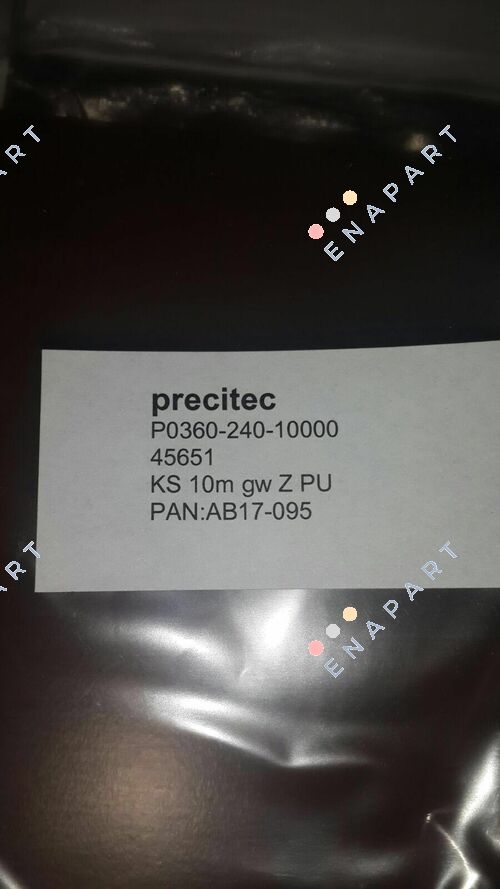 ENAPART
precitec
P0360-240-10000
45651
KS 10m gw Z PU
PAN:AB17-095
ENAPART